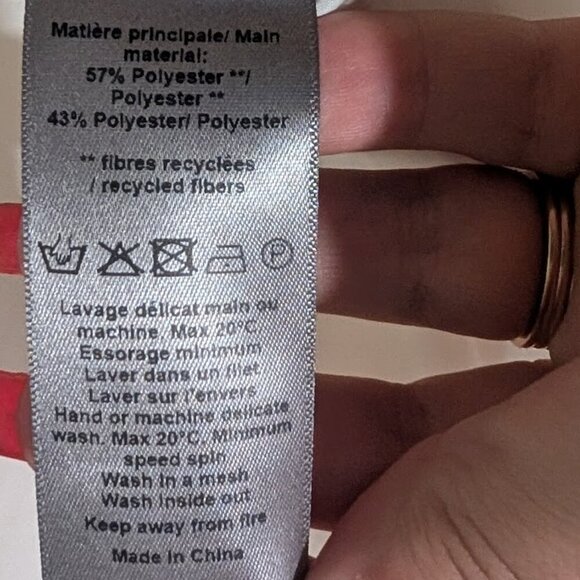 Matière principale/ Main
material:
57% Polyester **/
Polyester **
43% Polyester/ Polyester
** fibres recyclées
/ recycled fibers
P
Lavage délicat main ou
machine. Max 20°C.
Essorage minimum
Laver dans un filet
Laver sur l'envers
Hand or machine delicate
wash. Max 20°C. Minimum
speed spin
Wash in a mesh
Wash inside out
Keep away from fire
Made in China